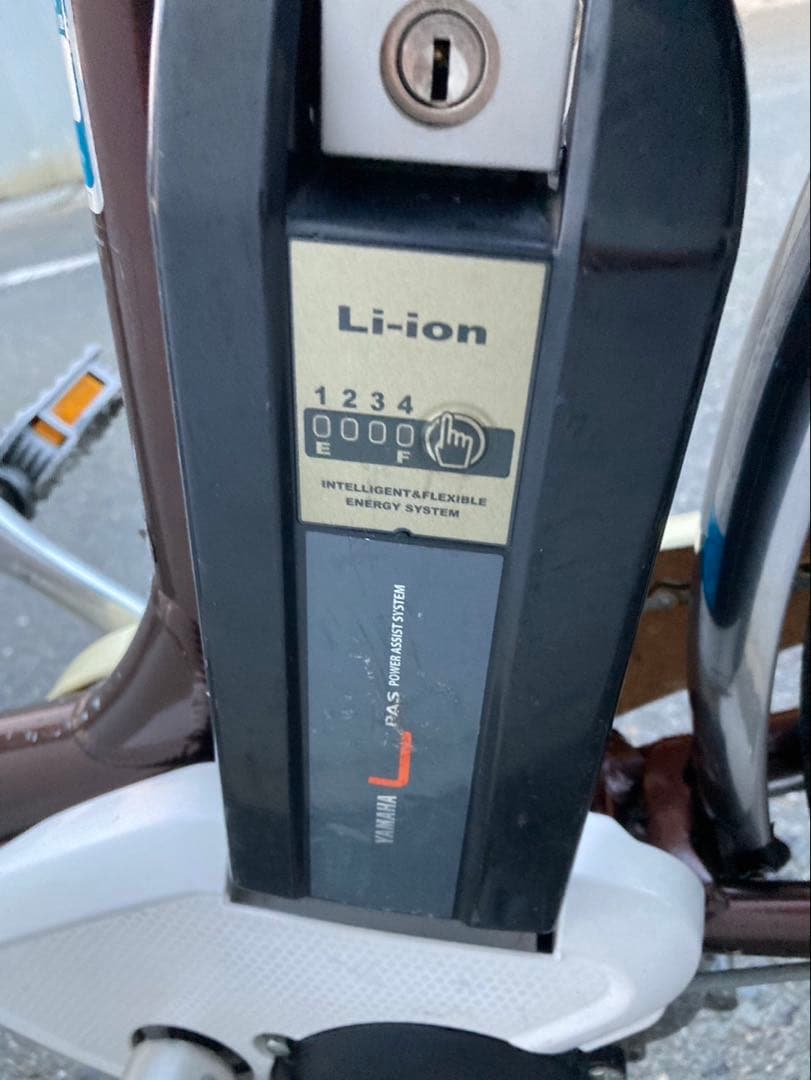 Li-ion
1 2 3 4
E F
INTELLIGENT&FLEXIBLE
ENERGY SYSTEM
YAMAHA PAS POWER ASSIST SYSTEM